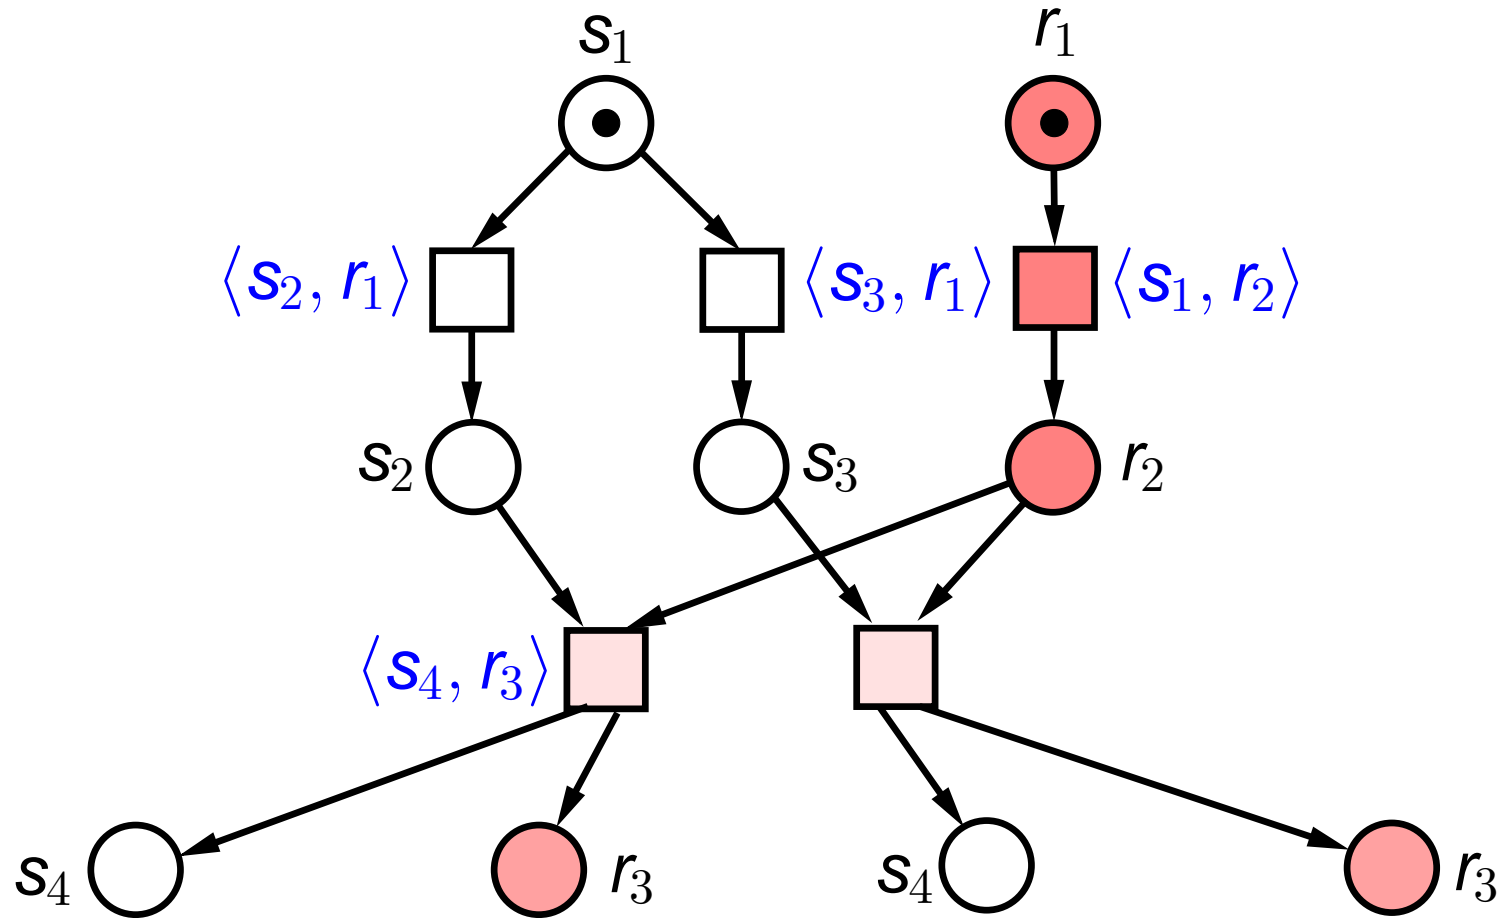 s₁ r₁
⟨s₂, r₁⟩ ⟨s₃, r₁⟩ ⟨s₁, r₂⟩
s₂ s₃ r₂
⟨s₄, r₃⟩
s₄ r₃ s₄ r₃